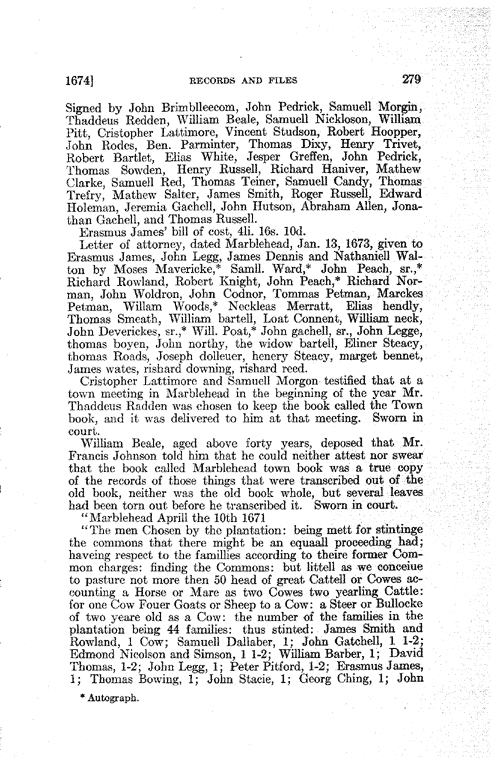 1674] RECORDS AND FILES 279
Signed by John Brimblleecom, John Pedrick, Samuell Morgin,
Thaddeus Redden, William Beale, Samuell Nickloson, William
Pitt, Cristopher Lattimore, Vincent Studson, Robert Hoopper,
John Rodes, Ben. Parminter, Thomas Dixy, Henry Trivet,
Robert Bartlet, Elias White, Jesper Greffen, John Pedrick,
Thomas Sowden, Henry Russell, Richard Haniver, Mathew
Clarke, Samuell Red, Thomas Teiner, Samuell Candy, Thomas
Trefry, Mathew Salter, James Smith, Roger Russell, Edward
Holeman, Jeremia Gachell, John Hutson, Abraham Allen, Jona-
than Gachell, and Thomas Russell.
Erasmus James' bill of cost, 4li. 16s. 10d.
Letter of attorney, dated Marblehead, Jan. 13, 1673, given to
Erasmus James, John Legg, James Dennis and Nathaniell Wal-
ton by Moses Mavericke,* Samll. Ward,* John Peach, sr.,*
Richard Rowland, Robert Knight, John Peach,* Richard Nor-
man, John Woldron, John Codnor, Tommas Petman, Marckes
Petman, Willam Woods,* Neckleas Merratt, Elias hendly,
Thomas Smeath, William bartell, Loat Connent, William neck,
John Deverickes, sr.,* Will. Poat,* John gachell, sr., John Legge,
thomas boyen, John northy, the widow bartell, Eliner Steacy,
thomas Roads, Joseph dolleuer, henery Steacy, marget bennet,
James wates, rishard downing, rishard reed.
Cristopher Lattimore and Samuell Morgon testified that at a
town meeting in Marblehead in the beginning of the year Mr.
Thaddeus Radden was chosen to keep the book called the Town
book, and it was delivered to him at that meeting. Sworn in
court.
William Beale, aged above forty years, deposed that Mr.
Francis Johnson told him that he could neither attest nor swear
that the book called Marblehead town book was a true copy
of the records of those things that were transcribed out of the
old book, neither was the old book whole, but several leaves
had been torn out before he transcribed it. Sworn in court.
"Marblehead Aprill the 10th 1671
"The men Chosen by the plantation: being mett for stintinge
the commons that there might be an equaall proceeding had;
haveing respect to the famillies according to theire former Com-
mon charges: finding the Commons: but littell as we conceiue
to pasture not more then 50 head of great Cattell or Cowes ac-
counting a Horse or Mare as two Cowes two yearling Cattle:
for one Cow Fouer Goats or Sheep to a Cow: a Steer or Bullocke
of two yeare old as a Cow: the number of the families in the
plantation being 44 families: thus stinted: James Smith and
Rowland, 1 Cow; Samuell Dallaber, 1; John Gatchell, 1 1-2;
Edmond Nicolson and Simson, 1 1-2; William Barber, 1; David
Thomas, 1-2; John Legg, 1; Peter Pitford, 1-2; Erasmus James,
1; Thomas Bowing, 1; John Stacie, 1; Georg Ching, 1; John
* Autograph.